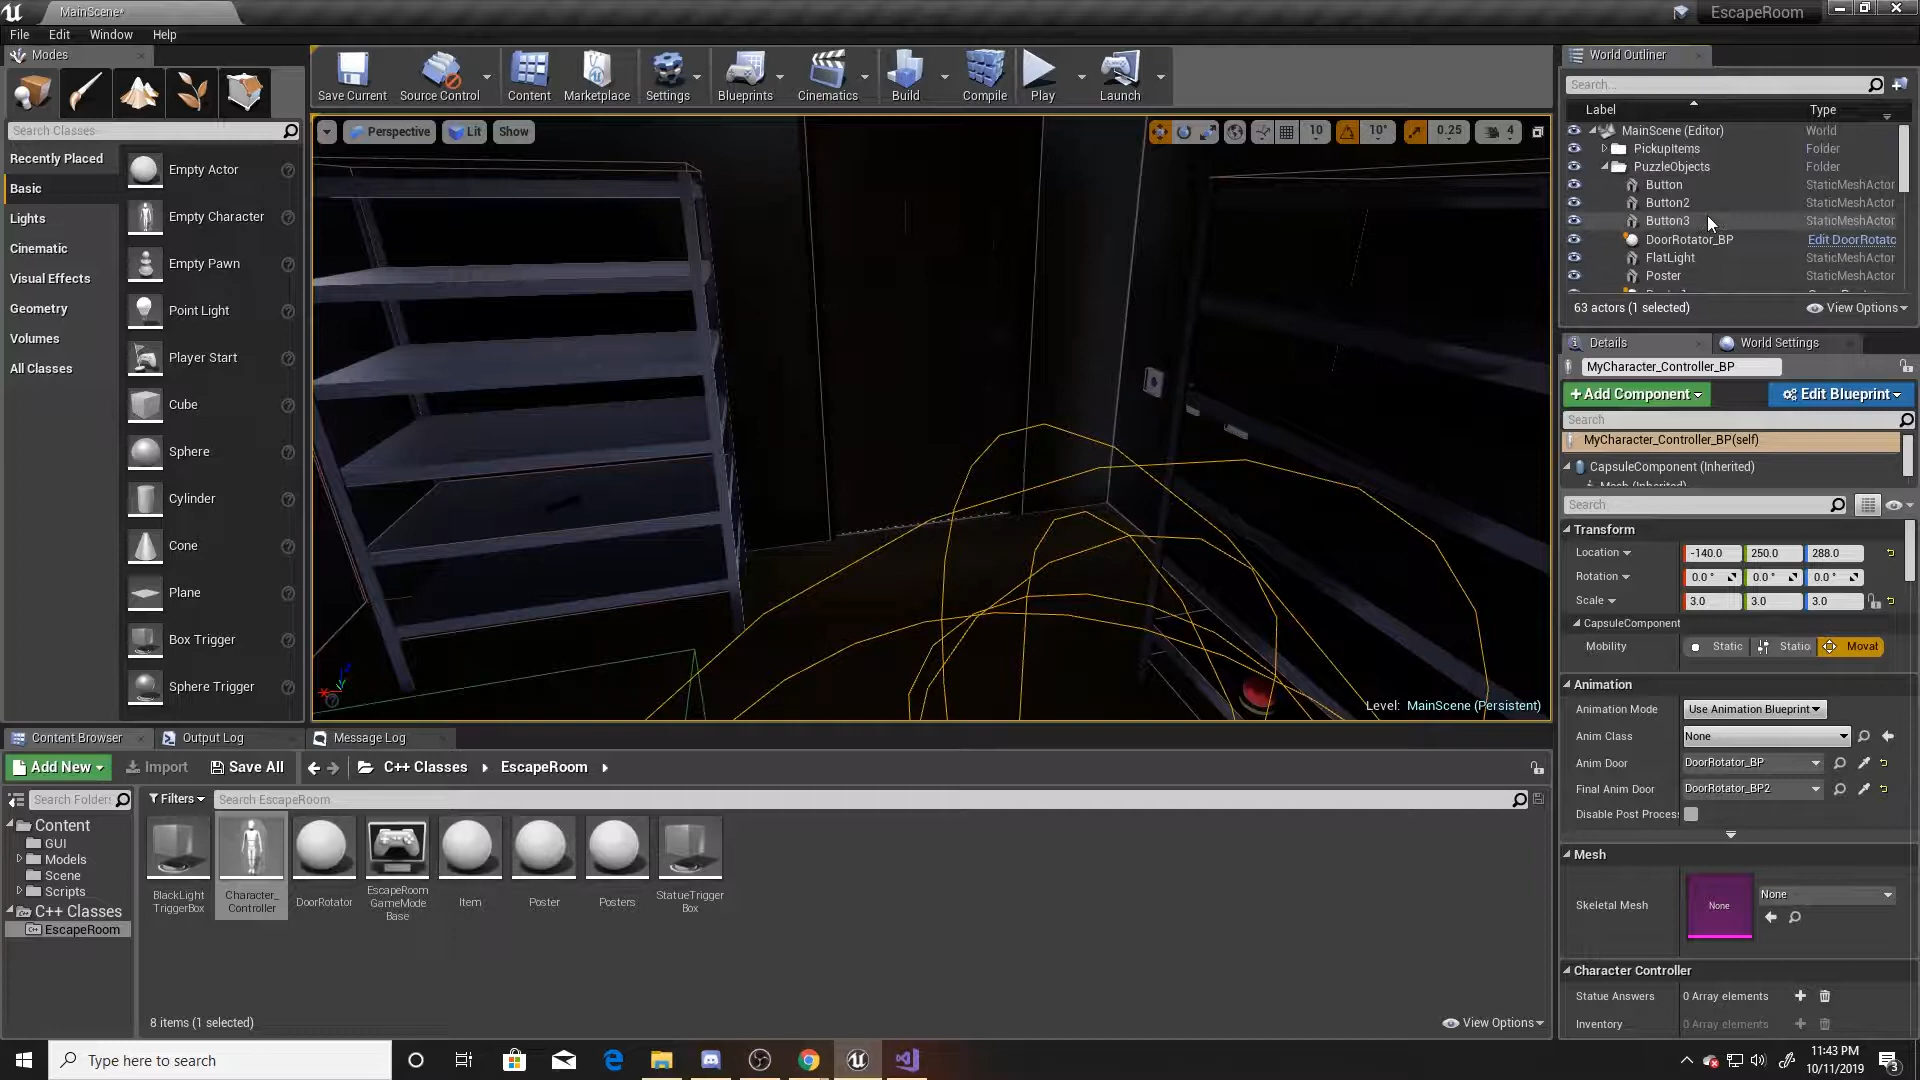 MainScene*
EscapeRoom
File Edit Window Help
Modes
Search Classes
Recently Placed
Basic
Lights
Cinematic
Visual Effects
Geometry
Volumes
All Classes
Empty Actor
Empty Character
Empty Pawn
Point Light
Player Start
Cube
Sphere
Cylinder
Cone
Plane
Box Trigger
Sphere Trigger
Save Current Source Control Content Marketplace Settings Blueprints Cinematics Build Compile Play Launch
Perspective Lit Show
10 10° 0.25 4
Level: MainScene (Persistent)
World Outliner
Search...
Label Type
MainScene (Editor) World
PickupItems Folder
PuzzleObjects Folder
Button StaticMeshActor
Button2 StaticMeshActor
Button3 StaticMeshActor
DoorRotator_BP Edit DoorRotato
FlatLight StaticMeshActor
Poster StaticMeshActor
63 actors (1 selected) View Options
Details World Settings
MyCharacter_Controller_BP
+Add Component Edit Blueprint
Search
MyCharacter_Controller_BP(self)
CapsuleComponent (Inherited)
Mesh (Inherited)
Search
Transform
Location -140.0 250.0 288.0
Rotation 0.0 ° 0.0 ° 0.0 °
Scale 3.0 3.0 3.0
CapsuleComponent
Mobility Static Statio Movat
Animation
Animation Mode Use Animation Blueprint
Anim Class None
Anim Door DoorRotator_BP
Final Anim Door DoorRotator_BP2
Disable Post Process
Mesh
Skeletal Mesh None None
Character Controller
Statue Answers 0 Array elements
Inventory 0 Array elements
Content Browser Output Log Message Log
Add New Import Save All C++ Classes EscapeRoom
Search Folders Filters Search EscapeRoom
Content
GUI
Models
Scene
Scripts
C++ Classes
EscapeRoom
BlackLight TriggerBox
Character_ Controller
DoorRotator
EscapeRoom GameMode Base
Item
Poster
Posters
StatueTrigger Box
8 items (1 selected) View Options
Type here to search
11:43 PM
10/11/2019
3